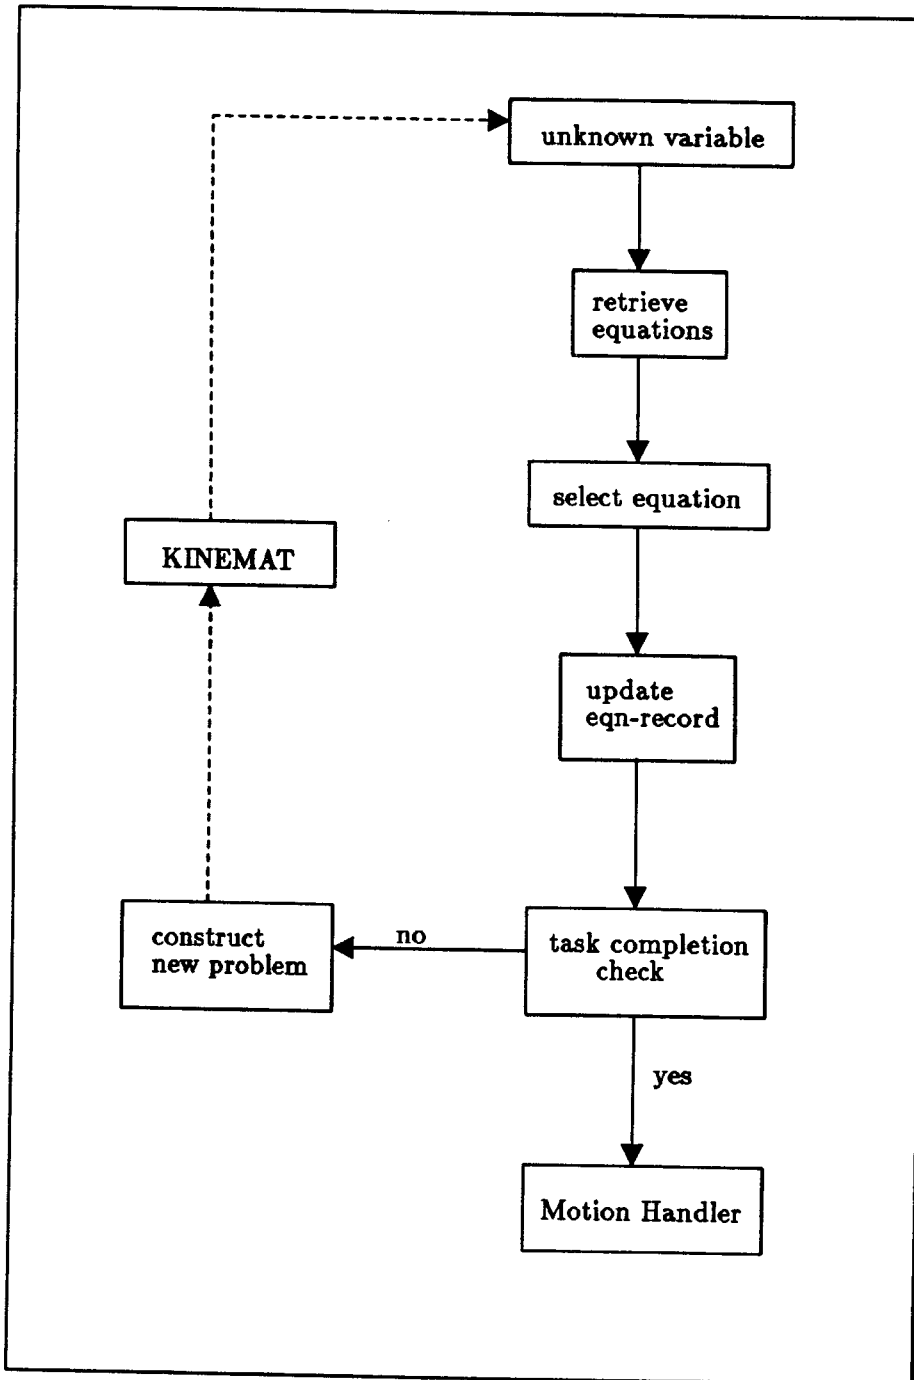 unknown variable
retrieve
equations
select equation
KINEMAT
update
eqn-record
construct
new problem
no
task completion
check
yes
Motion Handler